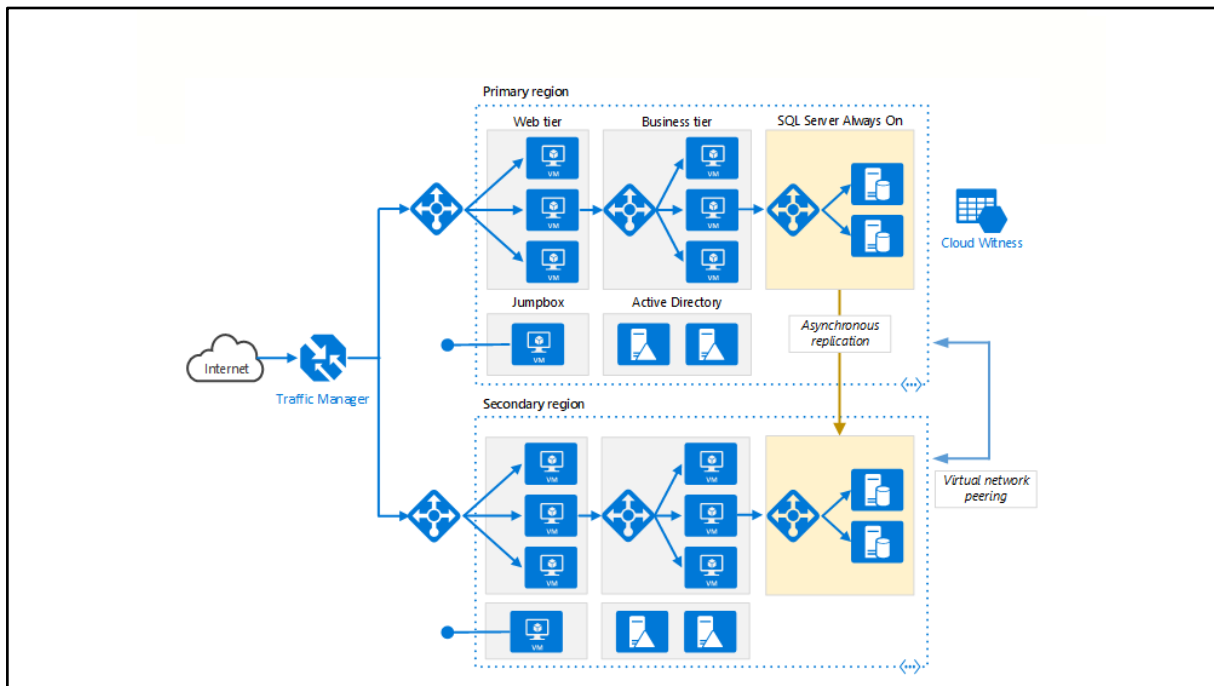 Primary region
Web tier
Business tier
SQL Server Always On
VM
VM
VM
VM
VM
VM
Cloud Witness
Jumpbox
Active Directory
VM
Asynchronous
replication
Internet
Traffic Manager
Secondary region
VM
VM
VM
VM
VM
VM
Virtual network
peering
VM